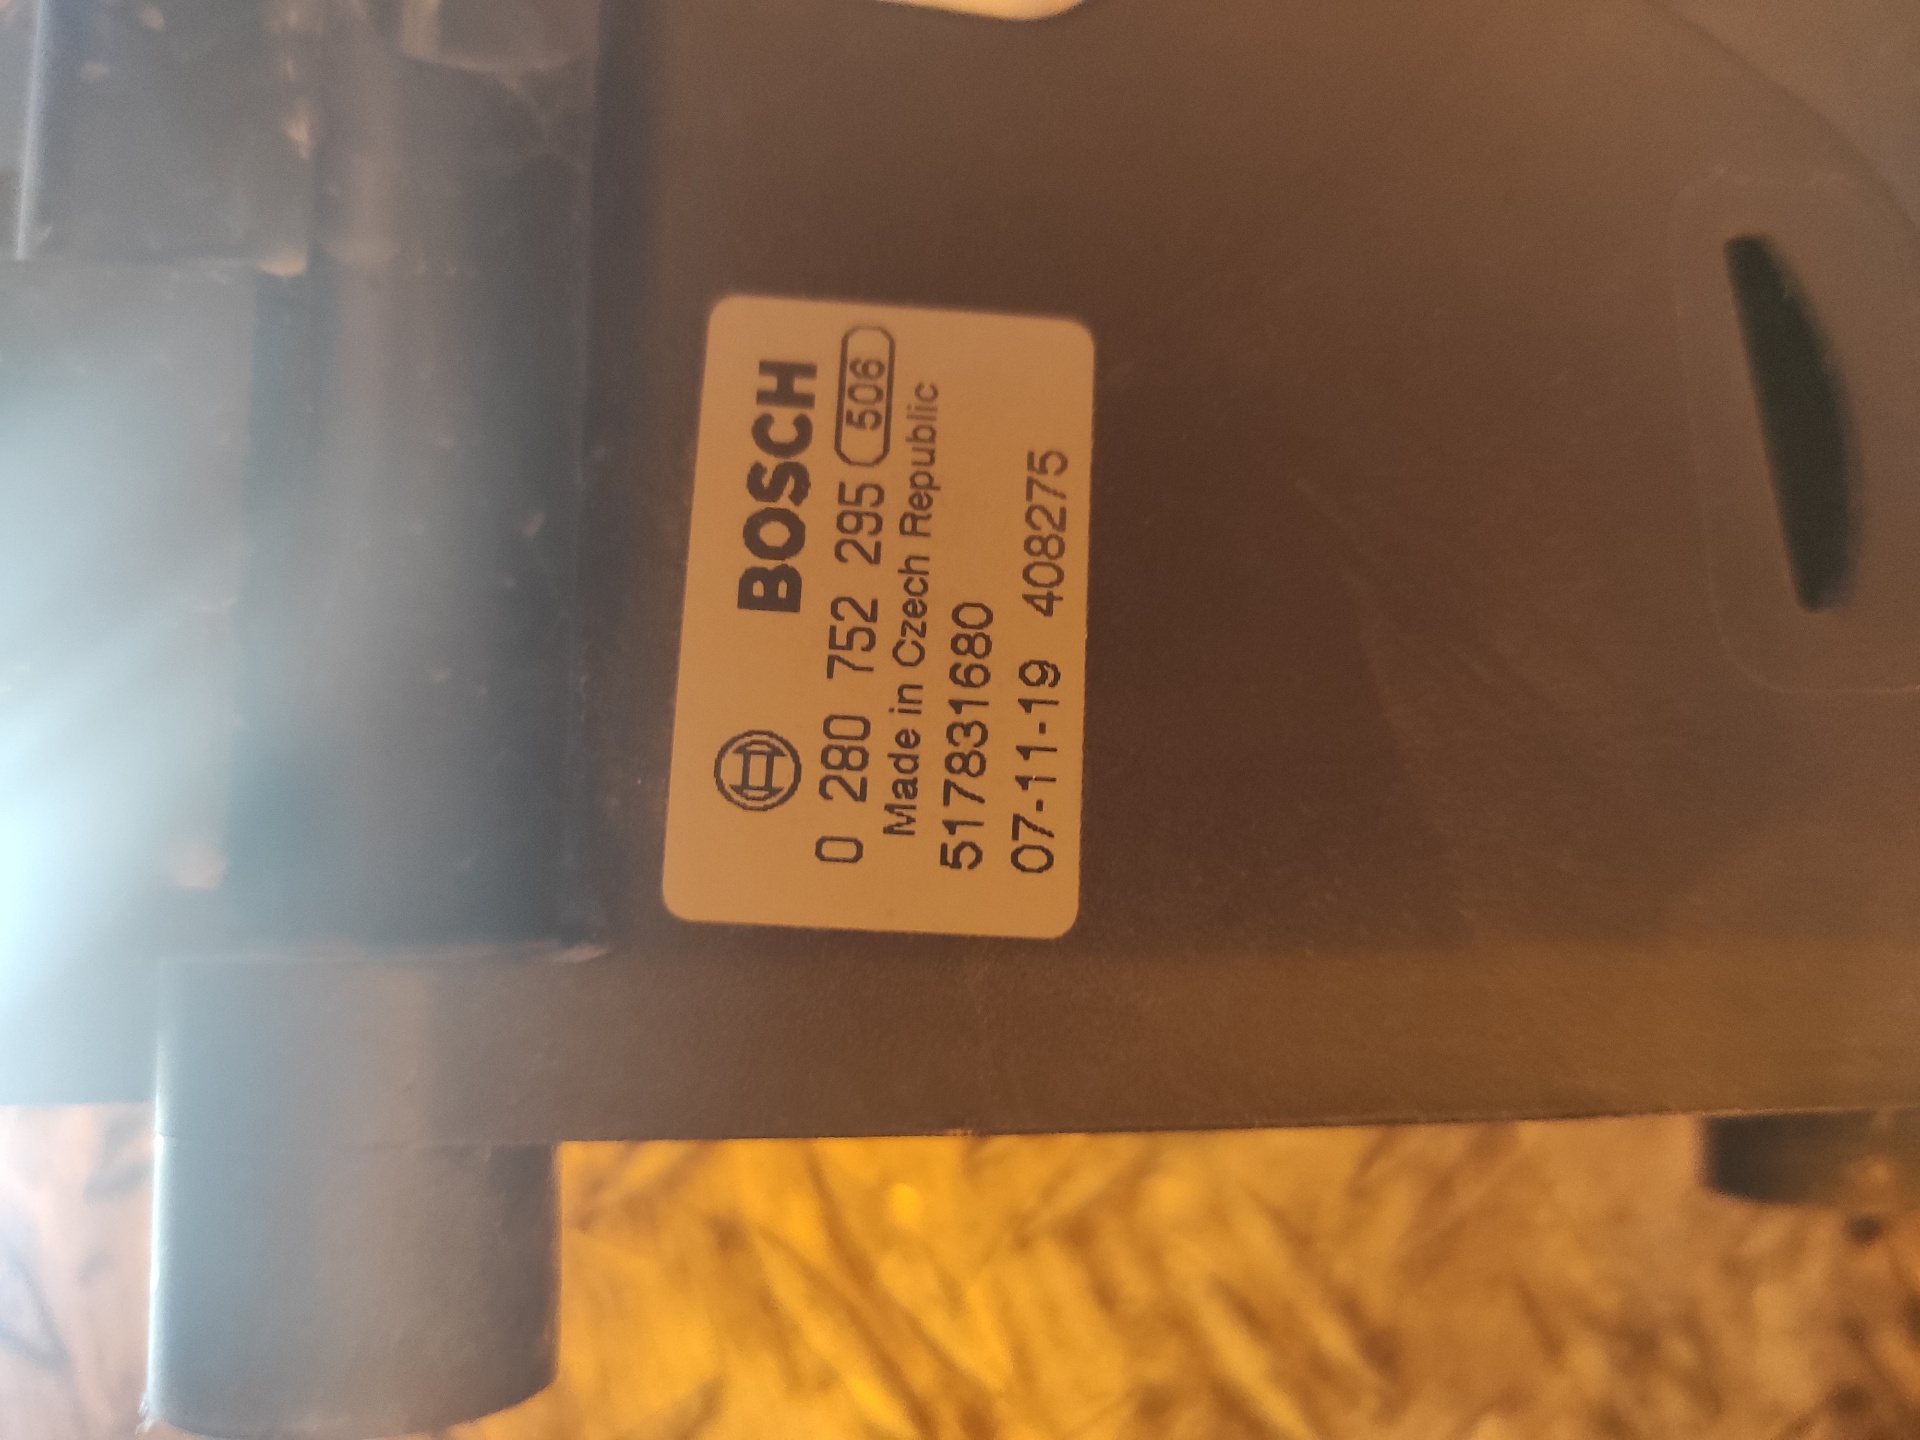 BOSCH
0 280 752 295 506
Made in Czech Republic
517831680
07-11-19 408275